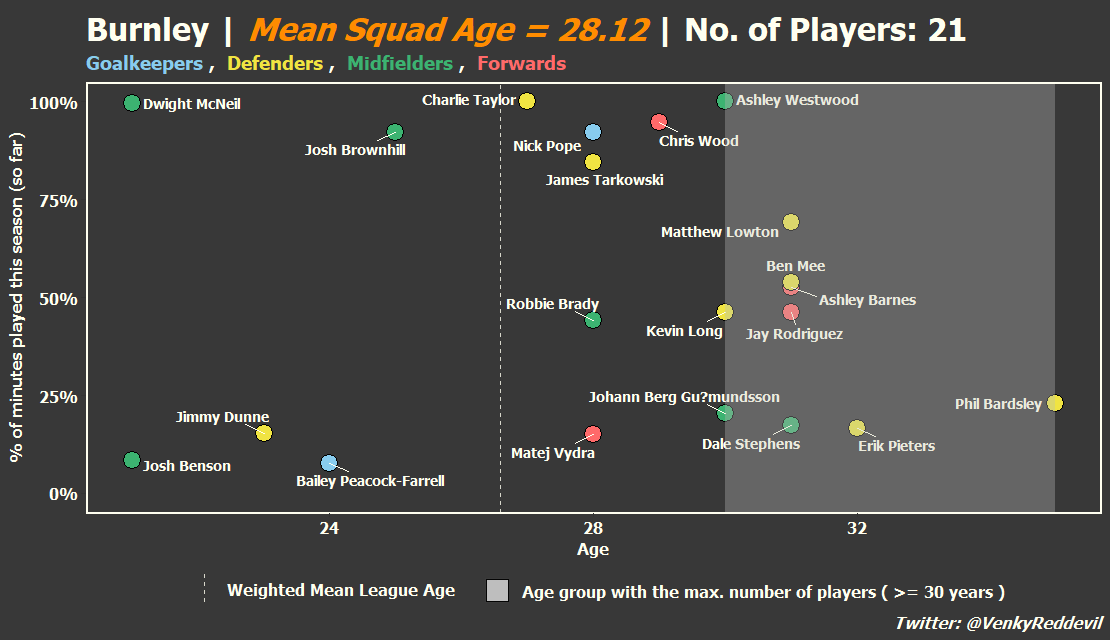 Burnley | Mean Squad Age = 28.12 | No. of Players: 21
Goalkeepers , Defenders , Midfielders , Forwards
% of minutes played this season (so far)
100%
75%
50%
25%
0%
Dwight McNeil
Charlie Taylor
Ashley Westwood
Josh Brownhill
Nick Pope
Chris Wood
James Tarkowski
Matthew Lowton
Ben Mee
Ashley Barnes
Robbie Brady
Kevin Long
Jay Rodriguez
Johann Berg Gu?mundsson
Phil Bardsley
Jimmy Dunne
Dale Stephens
Erik Pieters
Matej Vydra
Josh Benson
Bailey Peacock-Farrell
24
28
32
Age
Weighted Mean League Age
Age group with the max. number of players ( >= 30 years )
Twitter: @VenkyReddevil